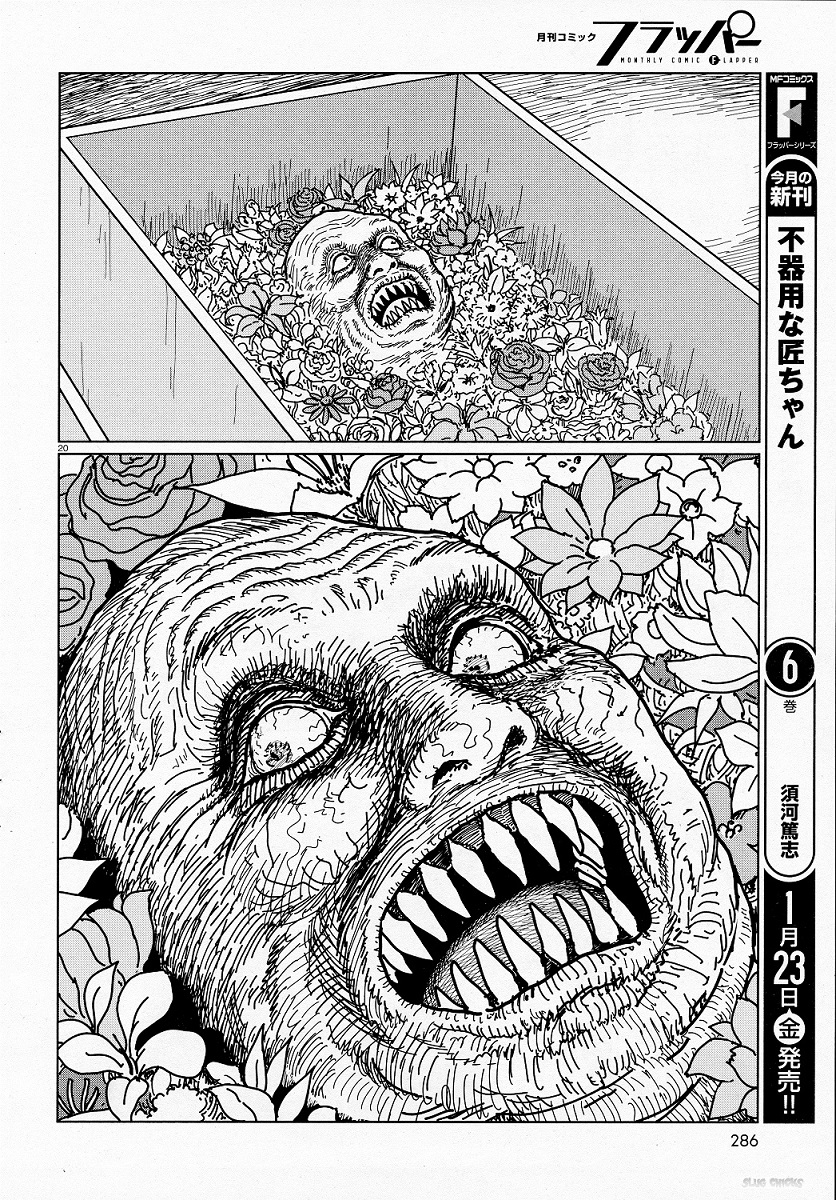 月刊コミック フラッパー
MONTHLY COMIC FLAPPER
MFコミックス
F
フラッパーシリーズ
今月の
新刊
不器用な匠ちゃん
6
巻
須河篤志
1月23日金発売!!
20
286
SLUG CHICKS